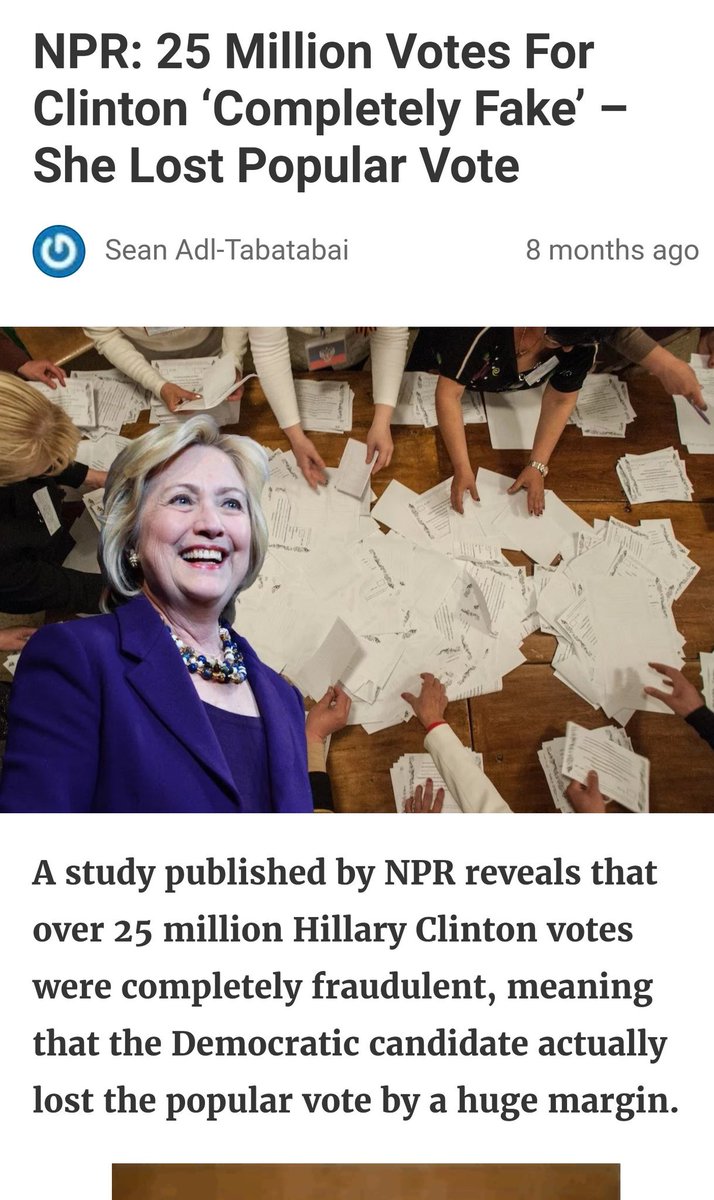 NPR: 25 Million Votes For
Clinton ‘Completely Fake’ –
She Lost Popular Vote
Sean Adl-Tabatabai
8 months ago
A study published by NPR reveals that
over 25 million Hillary Clinton votes
were completely fraudulent, meaning
that the Democratic candidate actually
lost the popular vote by a huge margin.